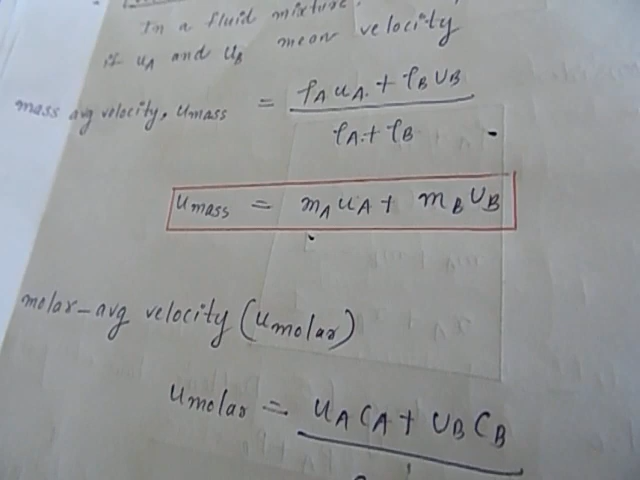 In a fluid mixture.
if uA and uB mean velocity
mass avg velocity, umass = ρA uA + ρB uB
ρA + ρB
umass = mA uA + mB uB
molar-avg velocity (umolar)
umolar = uA CA + uB CB